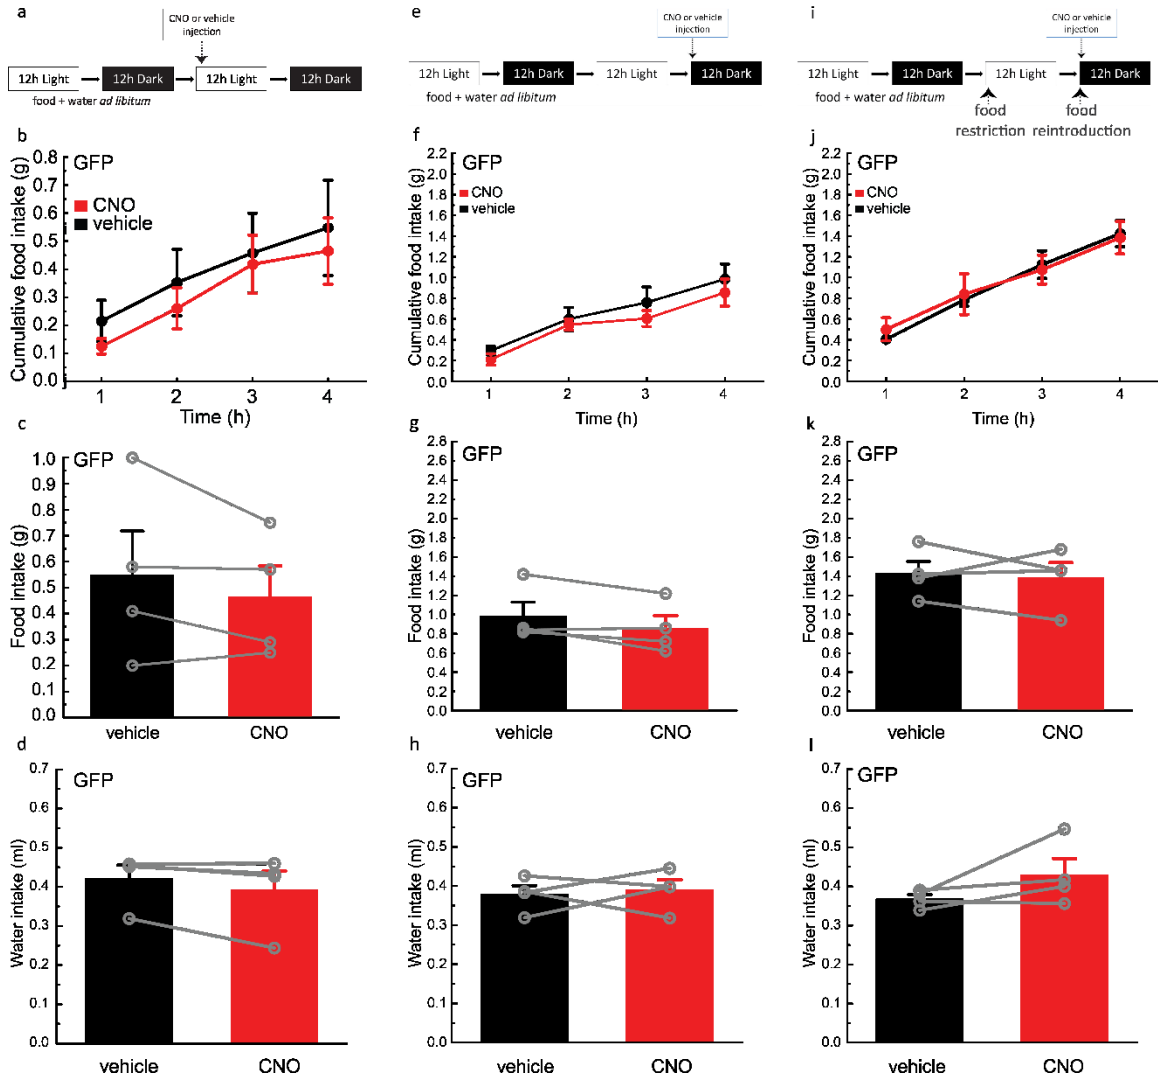 a
CNO or vehicle
injection
12h Light
12h Dark
12h Light
12h Dark
food + water ad libitum
e
CNO or vehicle
injection
12h Light
12h Dark
12h Light
12h Dark
food + water ad libitum
i
CNO or vehicle
injection
12h Light
12h Dark
12h Light
12h Dark
food + water ad libitum
food
restriction
food
reintroduction
b
GFP
CNO
vehicle
Cumulative food intake (g)
0.8
0.7
0.6
0.5
0.4
0.3
0.2
0.1
0.0
1 2 3 4
Time (h)
f
GFP
CNO
vehicle
Cumulative food intake (g)
2.2
2.0
1.8
1.6
1.4
1.2
1.0
0.8
0.6
0.4
0.2
0.0
1 2 3 4
Time (h)
j
GFP
CNO
vehicle
Cumulative food intake (g)
2.2
2.0
1.8
1.6
1.4
1.2
1.0
0.8
0.6
0.4
0.2
0.0
1 2 3 4
Time (h)
c
GFP
Food intake (g)
1.0
0.9
0.8
0.7
0.6
0.5
0.4
0.3
0.2
0.1
0.0
vehicle CNO
g
GFP
Food intake (g)
2.8
2.6
2.4
2.2
2.0
1.8
1.6
1.4
1.2
1.0
0.8
0.6
0.4
0.2
0.0
vehicle CNO
k
GFP
Food intake (g)
2.8
2.6
2.4
2.2
2.0
1.8
1.6
1.4
1.2
1.0
0.8
0.6
0.4
0.2
0.0
vehicle CNO
d
GFP
Water intake (ml)
0.7
0.6
0.5
0.4
0.3
0.2
0.1
0.0
vehicle CNO
h
GFP
Water intake (ml)
0.7
0.6
0.5
0.4
0.3
0.2
0.1
0.0
vehicle CNO
l
GFP
Water intake (ml)
0.7
0.6
0.5
0.4
0.3
0.2
0.1
0.0
vehicle CNO